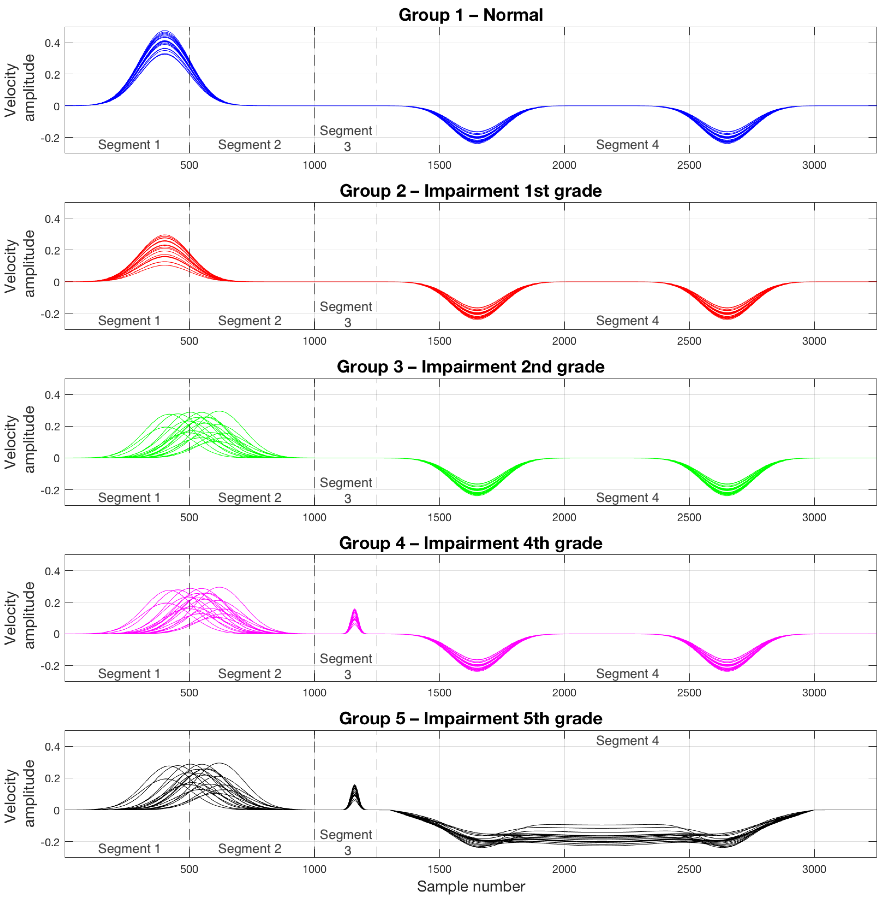 Group 1 – Normal
Velocity
amplitude
0.4
0.2
0
-0.2
Segment 1
Segment 2
Segment
3
Segment 4
500
1000
1500
2000
2500
3000
Group 2 – Impairment 1st grade
Velocity
amplitude
0.4
0.2
0
-0.2
Segment 1
Segment 2
Segment
3
Segment 4
500
1000
1500
2000
2500
3000
Group 3 – Impairment 2nd grade
Velocity
amplitude
0.4
0.2
0
-0.2
Segment 1
Segment 2
Segment
3
Segment 4
500
1000
1500
2000
2500
3000
Group 4 – Impairment 4th grade
Velocity
amplitude
0.4
0.2
0
-0.2
Segment 1
Segment 2
Segment
3
Segment 4
500
1000
1500
2000
2500
3000
Group 5 – Impairment 5th grade
Velocity
amplitude
0.4
0.2
0
-0.2
Segment 4
Segment 1
Segment 2
Segment
3
500
1000
1500
2000
2500
3000
Sample number